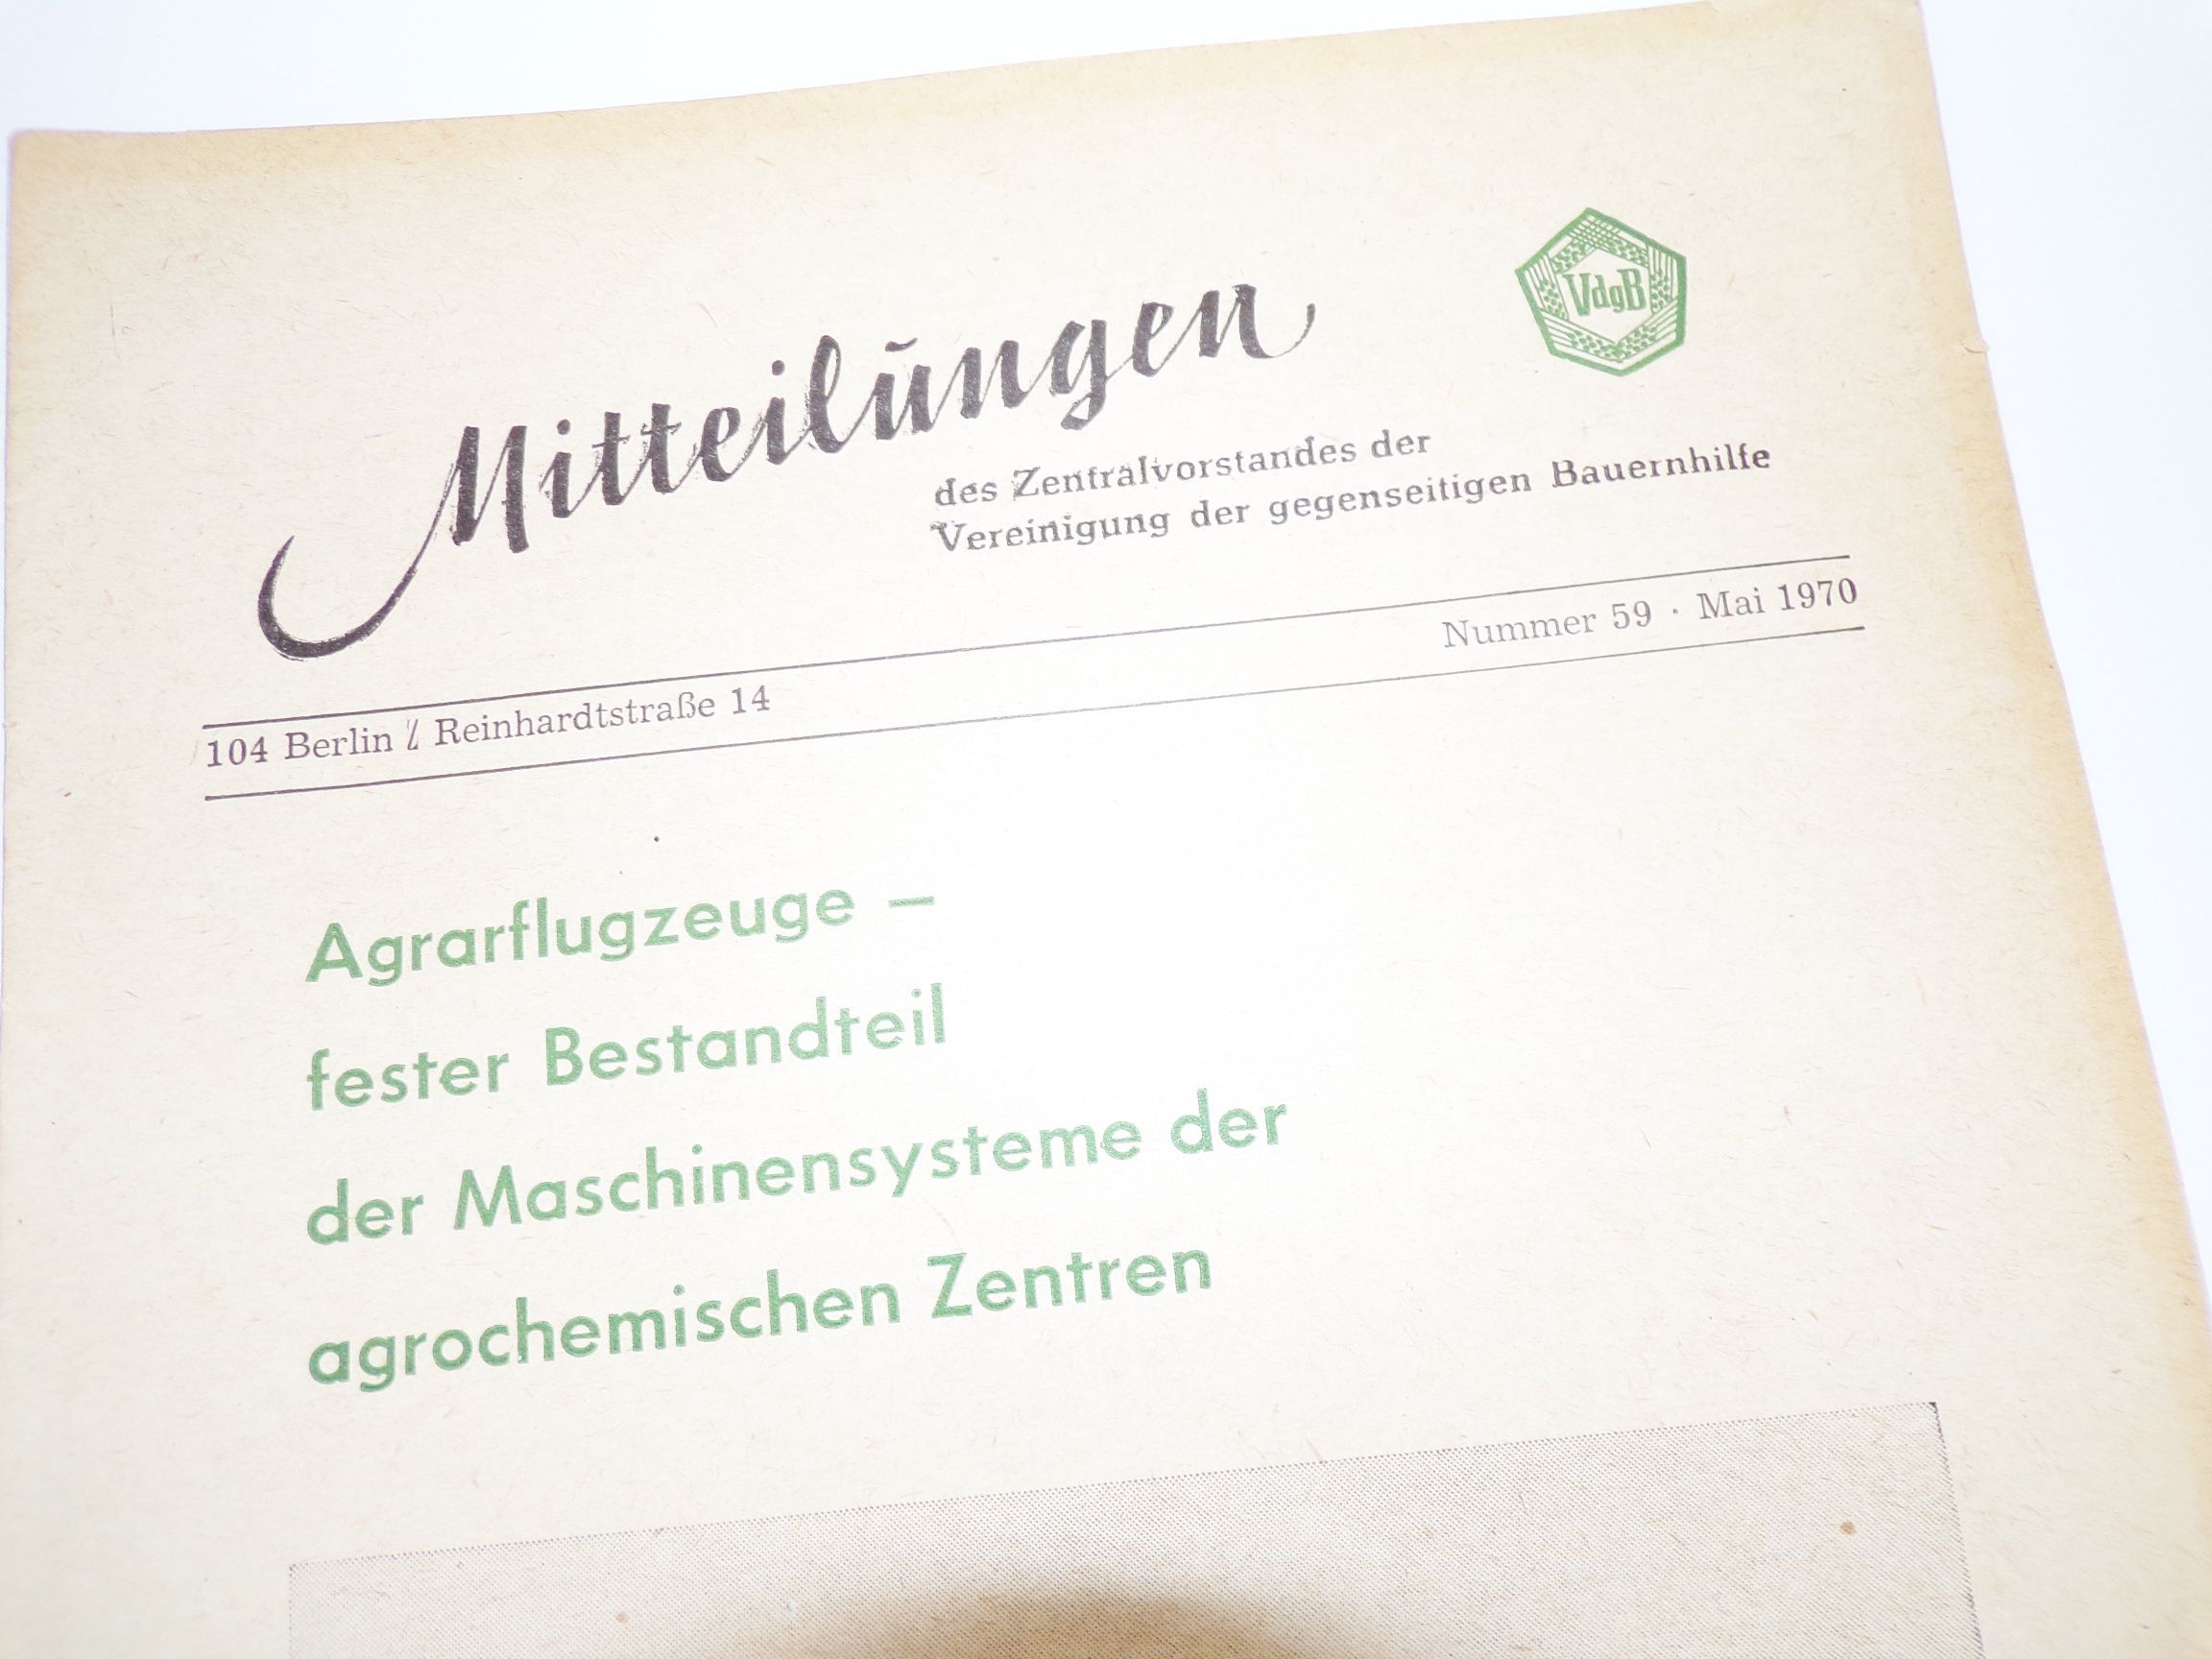 VdgB
Mitteilungen
des Zentralvorstandes der
Vereinigung der gegenseitigen Bauernhilfe
Nummer 59 · Mai 1970
104 Berlin / Reinhardtstraße 14
Agrarflugzeuge –
fester Bestandteil
der Maschinensysteme der
agrochemischen Zentren